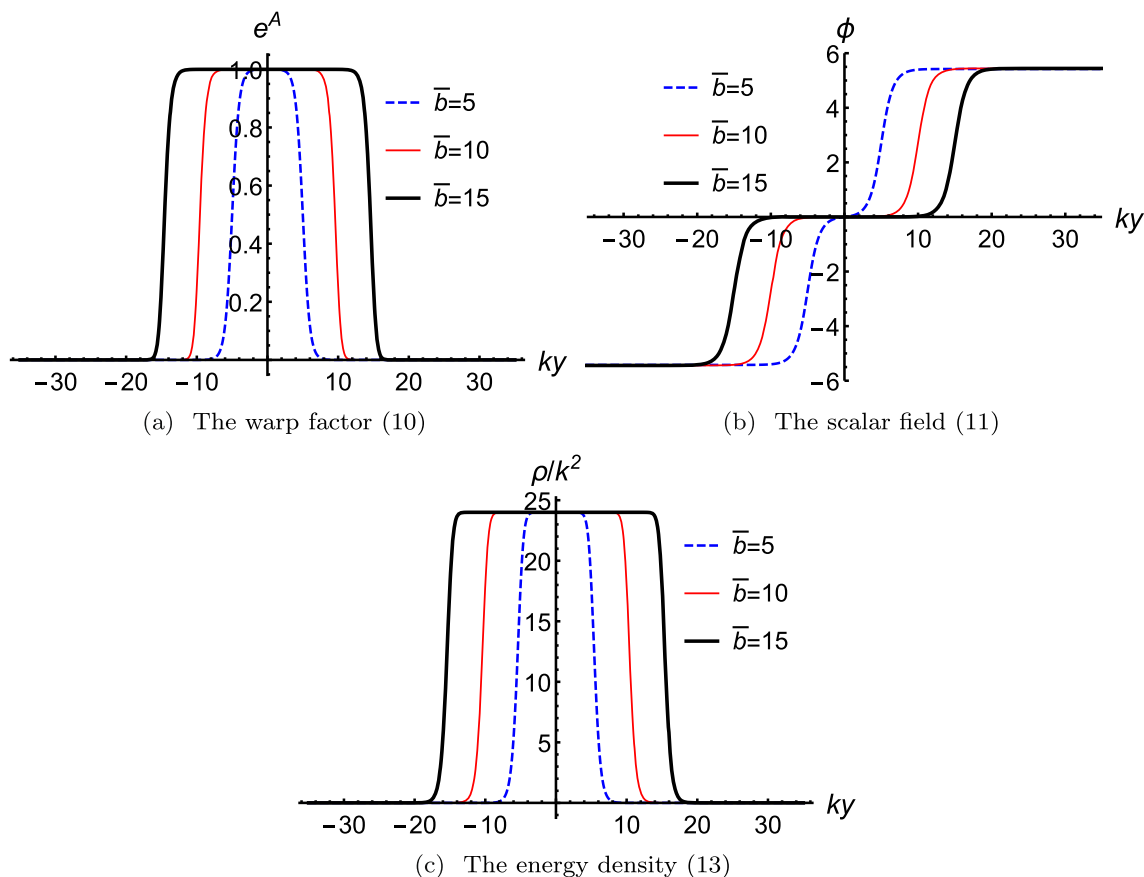 e^A
1.0
0.8
0.6
0.4
0.2
−30 −20 −10 10 20 30 ky
b̅=5
b̅=10
b̅=15
(a) The warp factor (10)
ϕ
6
4
2
−2
−4
−6
−30 −20 −10 10 20 30 ky
b̅=5
b̅=10
b̅=15
(b) The scalar field (11)
ρ/k²
25
20
15
10
5
−30 −20 −10 10 20 30 ky
b̅=5
b̅=10
b̅=15
(c) The energy density (13)